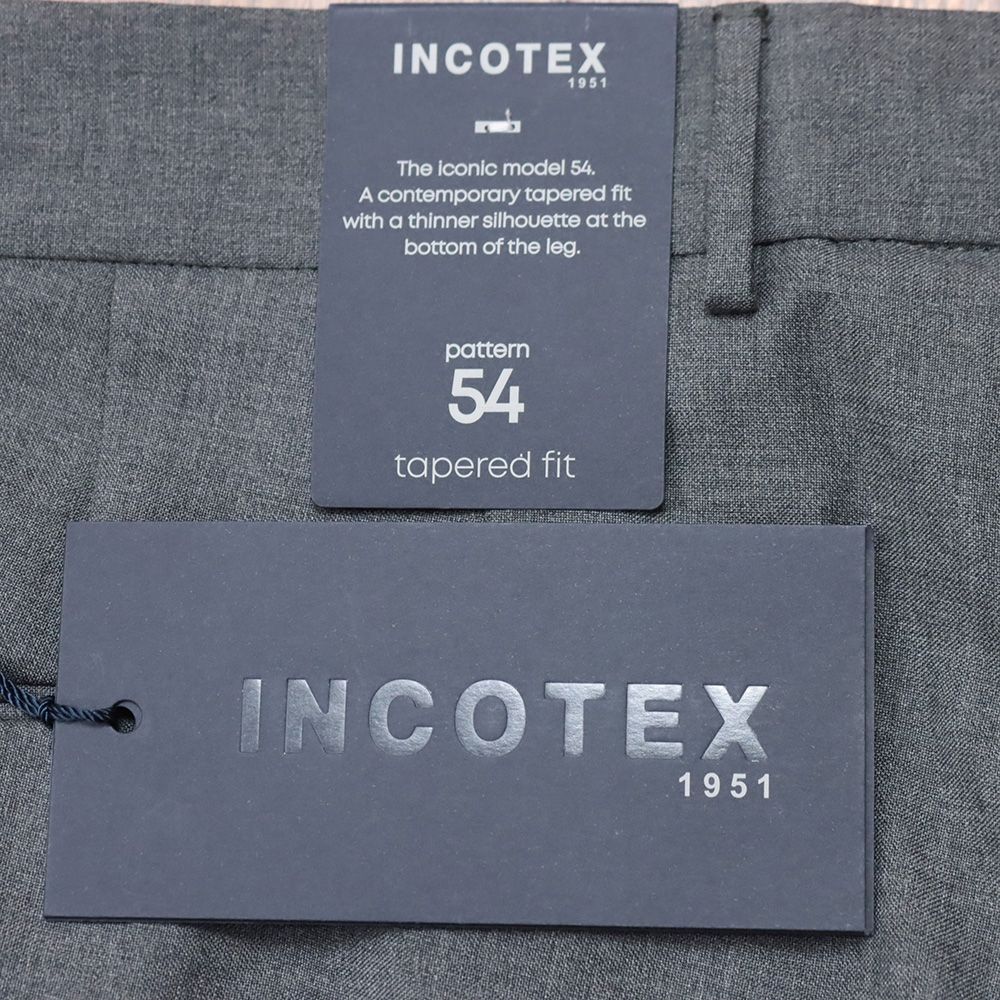 INCOTEX
1951
The iconic model 54.
A contemporary tapered fit
with a thinner silhouette at the
bottom of the leg.
pattern
54
tapered fit
INCOTEX
1951